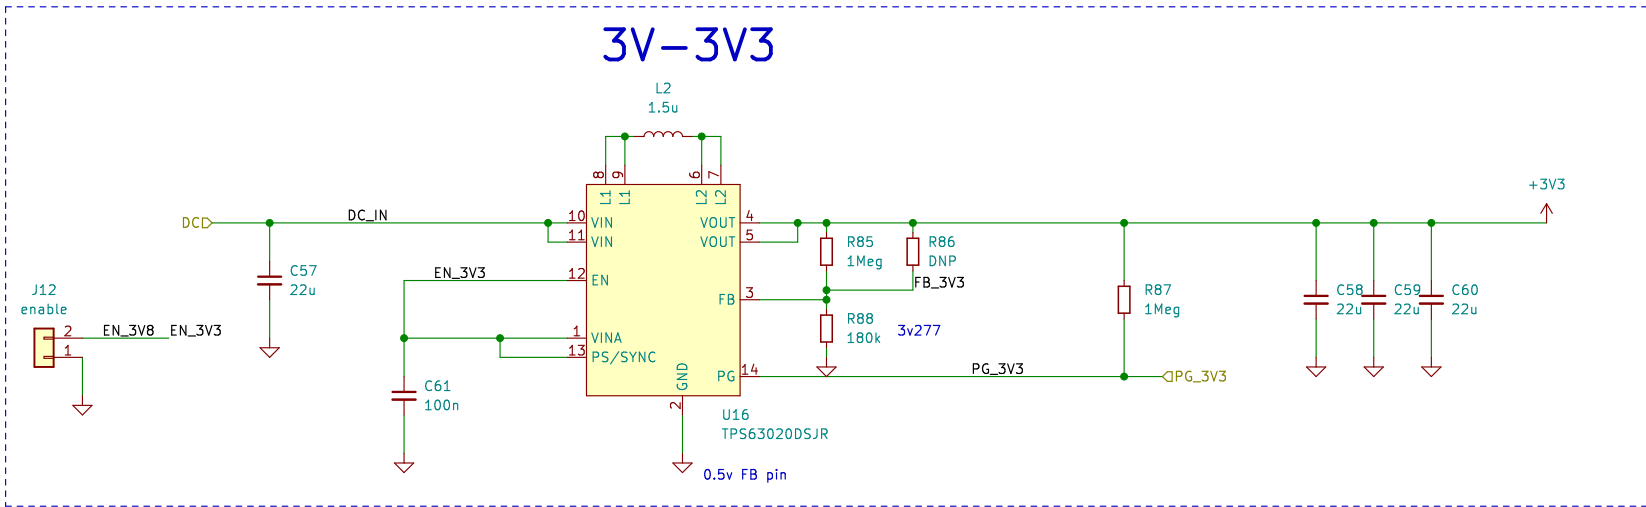 3V-3V3
L2
1.5u
8
9
6
7
L1
L1
L2
L2
DC
DC_IN
10
VIN
VOUT
4
11
VIN
VOUT
5
+3V3
C57
22u
EN_3V3
12
EN
R85
1Meg
R86
DNP
FB_3V3
FB
3
J12
enable
2
EN_3V8
EN_3V3
1
1
VINA
13
PS/SYNC
R88
180k
3v277
R87
1Meg
C58
22u
C59
22u
C60
22u
GND
PG
14
PG_3V3
PG_3V3
C61
100n
2
U16
TPS63020DSJR
0.5v FB pin